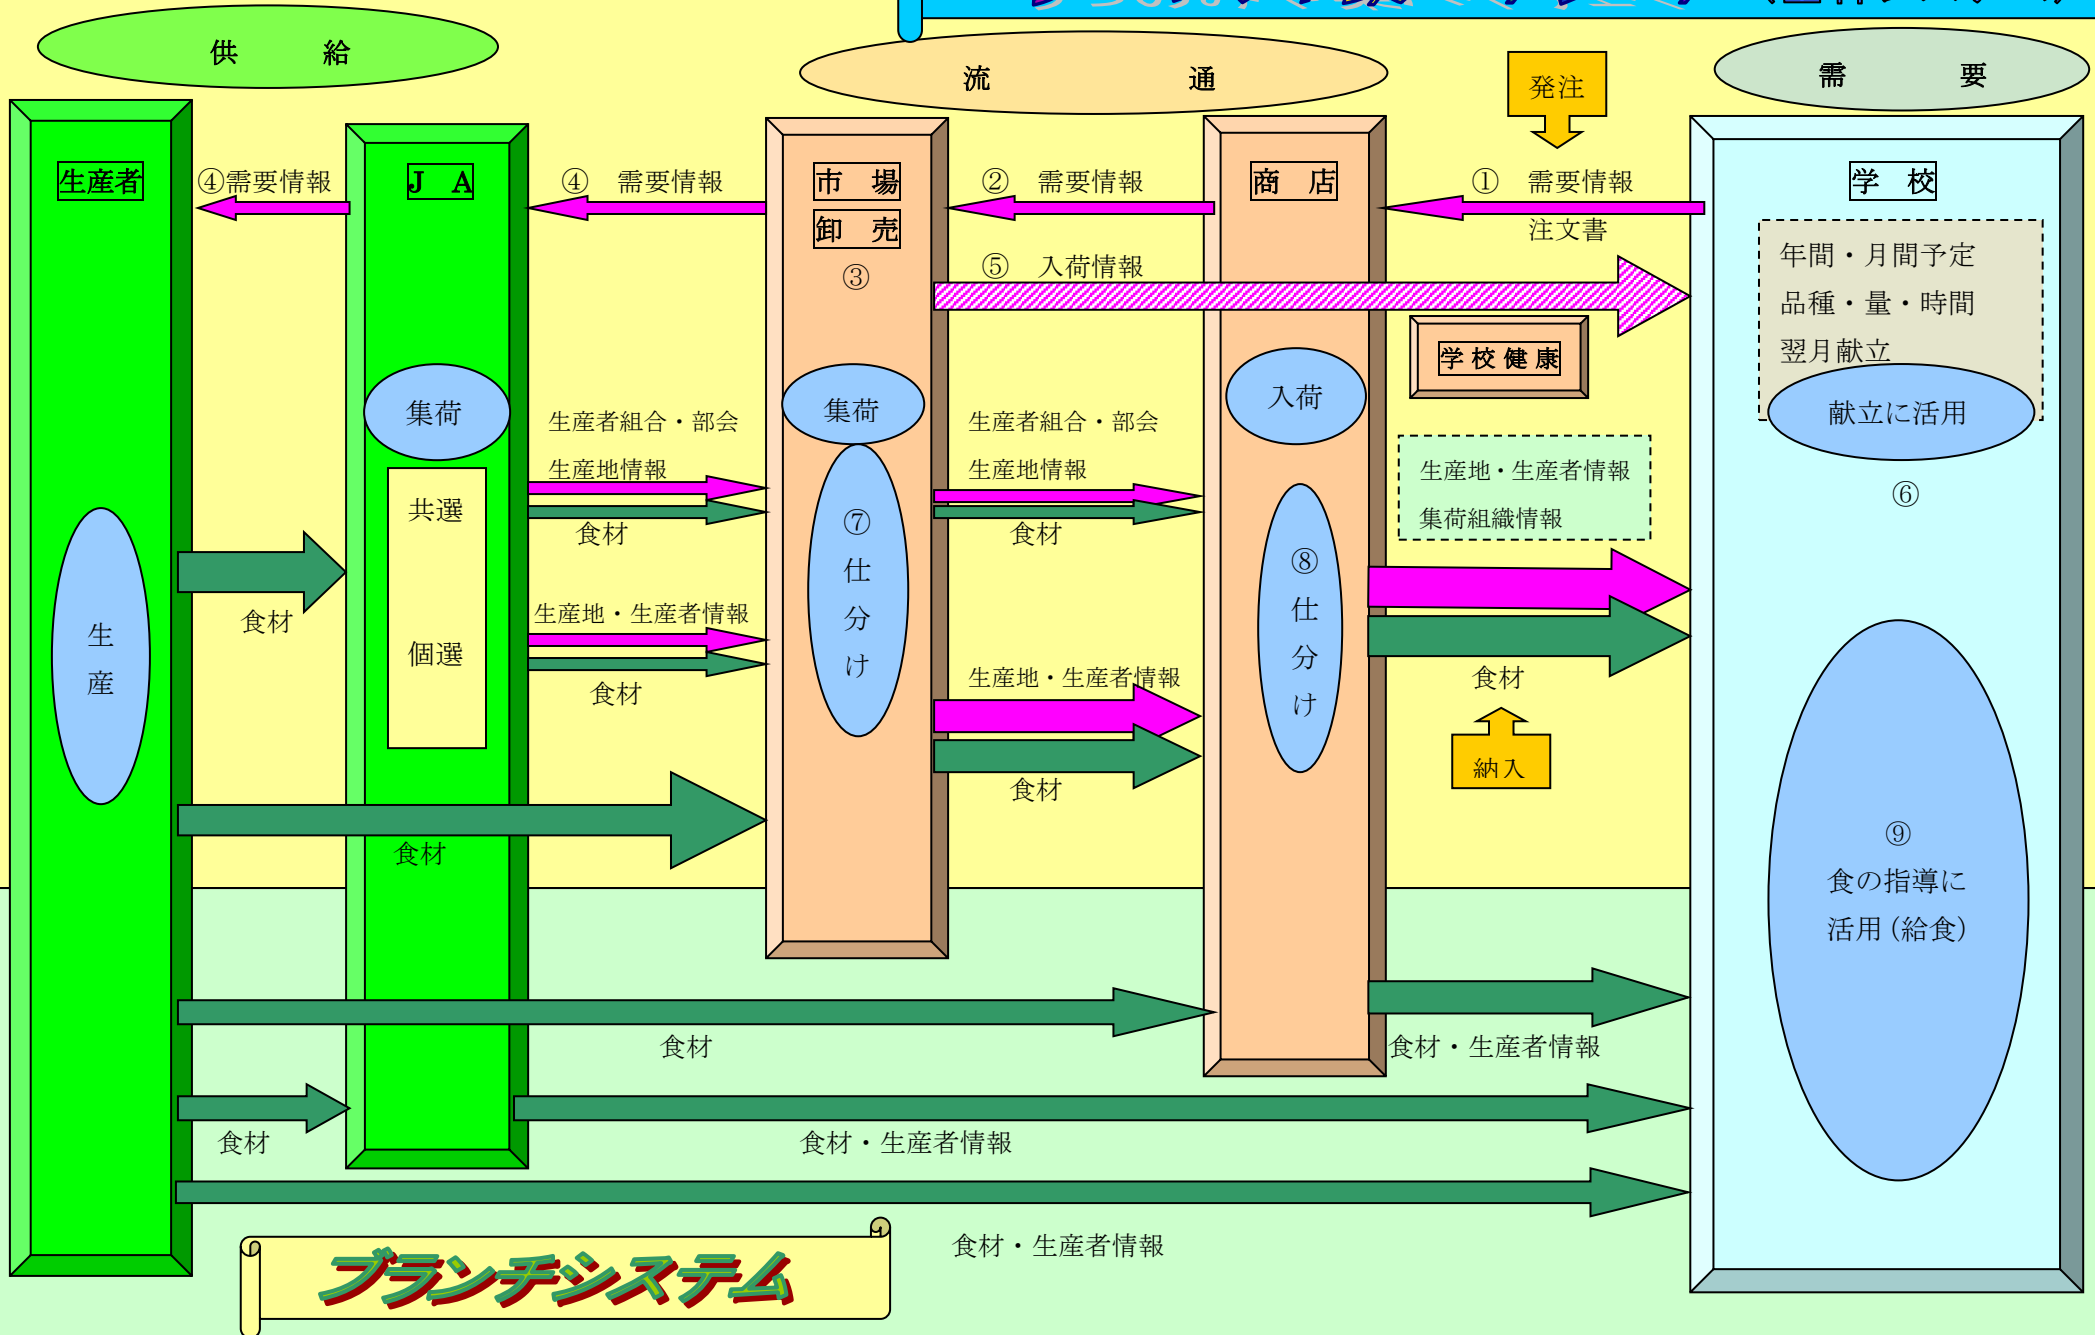 供　給
流　通
需　要
発注
生産者
④需要情報
Ｊ　Ａ
④　需要情報
市　場
卸　売
③
②　需要情報
商　店
①　需要情報
注文書
学　校
年間・月間予定
品種・量・時間
翌月献立
献立に活用
⑥
⑤　入荷情報
学校健康
集荷
集荷
入荷
生産者組合・部会
生産地情報
食材
生産者組合・部会
生産地情報
食材
生産地・生産者情報
集荷組織情報
共選
個選
生産
食材
生産地・生産者情報
食材
⑦仕分け
生産地・生産者情報
食材
⑧仕分け
食材
納入
食材
⑨
食の指導に
活用(給食)
食材
食材・生産者情報
食材
食材・生産者情報
食材・生産者情報
ブランチシステム